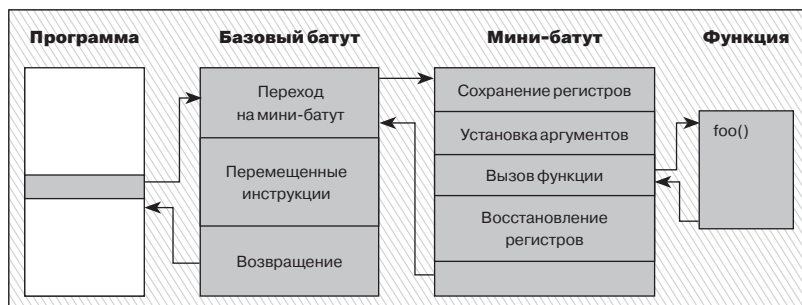 Программа
Базовый батут
Мини-батут
Функция
Переход
на мини-батут
Перемещенные
инструкции
Возвращение
Сохранение регистров
Установка аргументов
Вызов функции
Восстановление
регистров
foo()